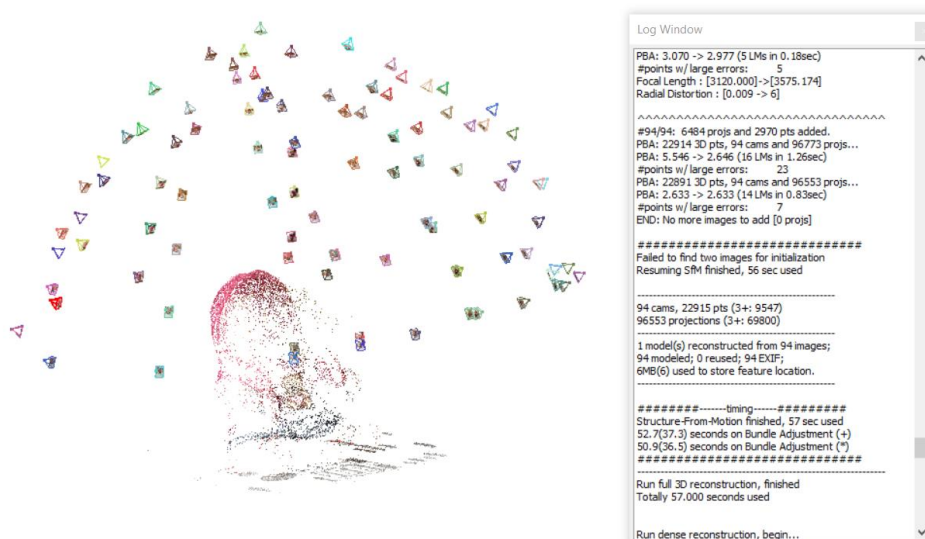 Log Window
PBA: 3.070 -> 2.977 (5 LMs in 0.18sec)
#points w/ large errors: 5
Focal Length : [3120.000]->[3575.174]
Radial Distortion : [0.009 -> 6]
^^^^^^^^^^^^^^^^^^^^^^^^^^^^^^^^
#94/94: 6484 projs and 2970 pts added.
PBA: 22914 3D pts, 94 cams and 96773 projs...
PBA: 5.546 -> 2.646 (16 LMs in 1.26sec)
#points w/ large errors: 23
PBA: 22891 3D pts, 94 cams and 96553 projs...
PBA: 2.633 -> 2.633 (14 LMs in 0.83sec)
#points w/ large errors: 7
END: No more images to add [0 projs]
#############################
Failed to find two images for initialization
Resuming SfM finished, 56 sec used
----------------------------------------------------
94 cams, 22915 pts (3+: 9547)
96553 projections (3+: 69800)
----------------------------------------------------
1 model(s) reconstructed from 94 images;
94 modeled; 0 reused; 94 EXIF;
6MB(6) used to store feature location.
----------------------------------------------------
########-------timing------#########
Structure-From-Motion finished, 57 sec used
52.7(37.3) seconds on Bundle Adjustment (+)
50.9(36.5) seconds on Bundle Adjustment (*)
#############################
----------------------------------------------------------------
Run full 3D reconstruction, finished
Totally 57.000 seconds used
Run dense reconstruction, begin...